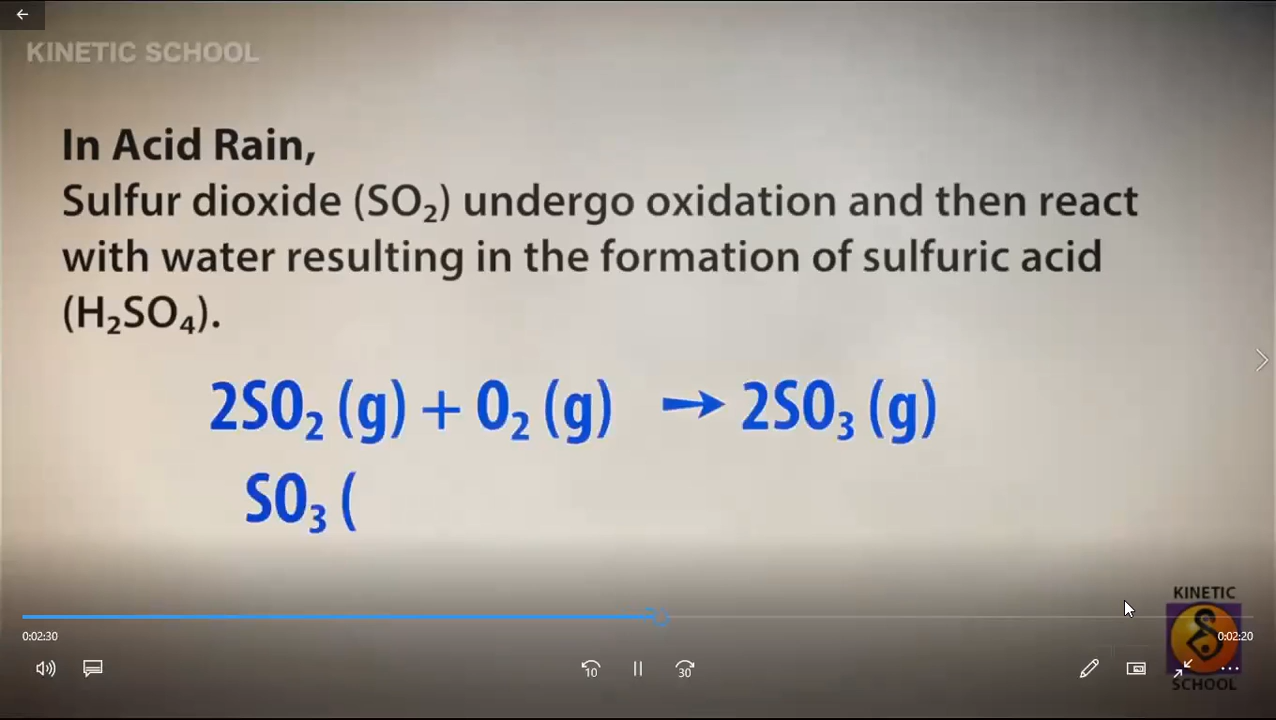 KINETIC SCHOOL
In Acid Rain,
Sulfur dioxide (SO₂) undergo oxidation and then react
with water resulting in the formation of sulfuric acid
(H₂SO₄).
2SO₂ (g) + O₂ (g) → 2SO₃ (g)
SO₃ (
KINETIC
SCHOOL
0:02:30
0:02:20
10
30